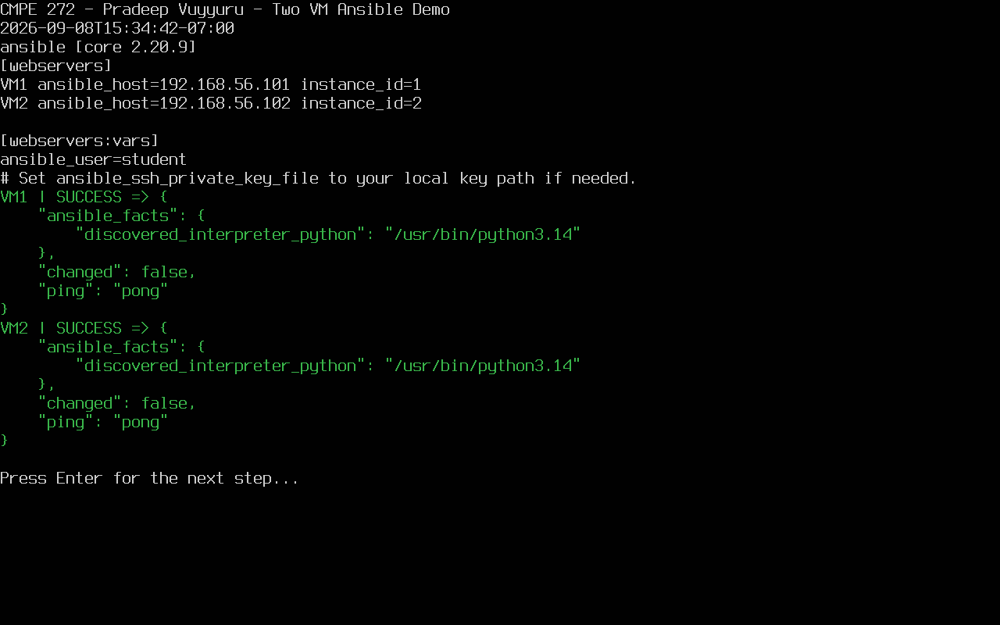 CMPE 272 - Pradeep Vuyyuru - Two VM Ansible Demo
2026-09-08T15:34:42-07:00
ansible [core 2.20.9]
[webservers]
VM1 ansible_host=192.168.56.101 instance_id=1
VM2 ansible_host=192.168.56.102 instance_id=2

[webservers:vars]
ansible_user=student
# Set ansible_ssh_private_key_file to your local key path if needed.
VM1 | SUCCESS => {
    "ansible_facts": {
        "discovered_interpreter_python": "/usr/bin/python3.14"
    },
    "changed": false,
    "ping": "pong"
}
VM2 | SUCCESS => {
    "ansible_facts": {
        "discovered_interpreter_python": "/usr/bin/python3.14"
    },
    "changed": false,
    "ping": "pong"
}

Press Enter for the next step...